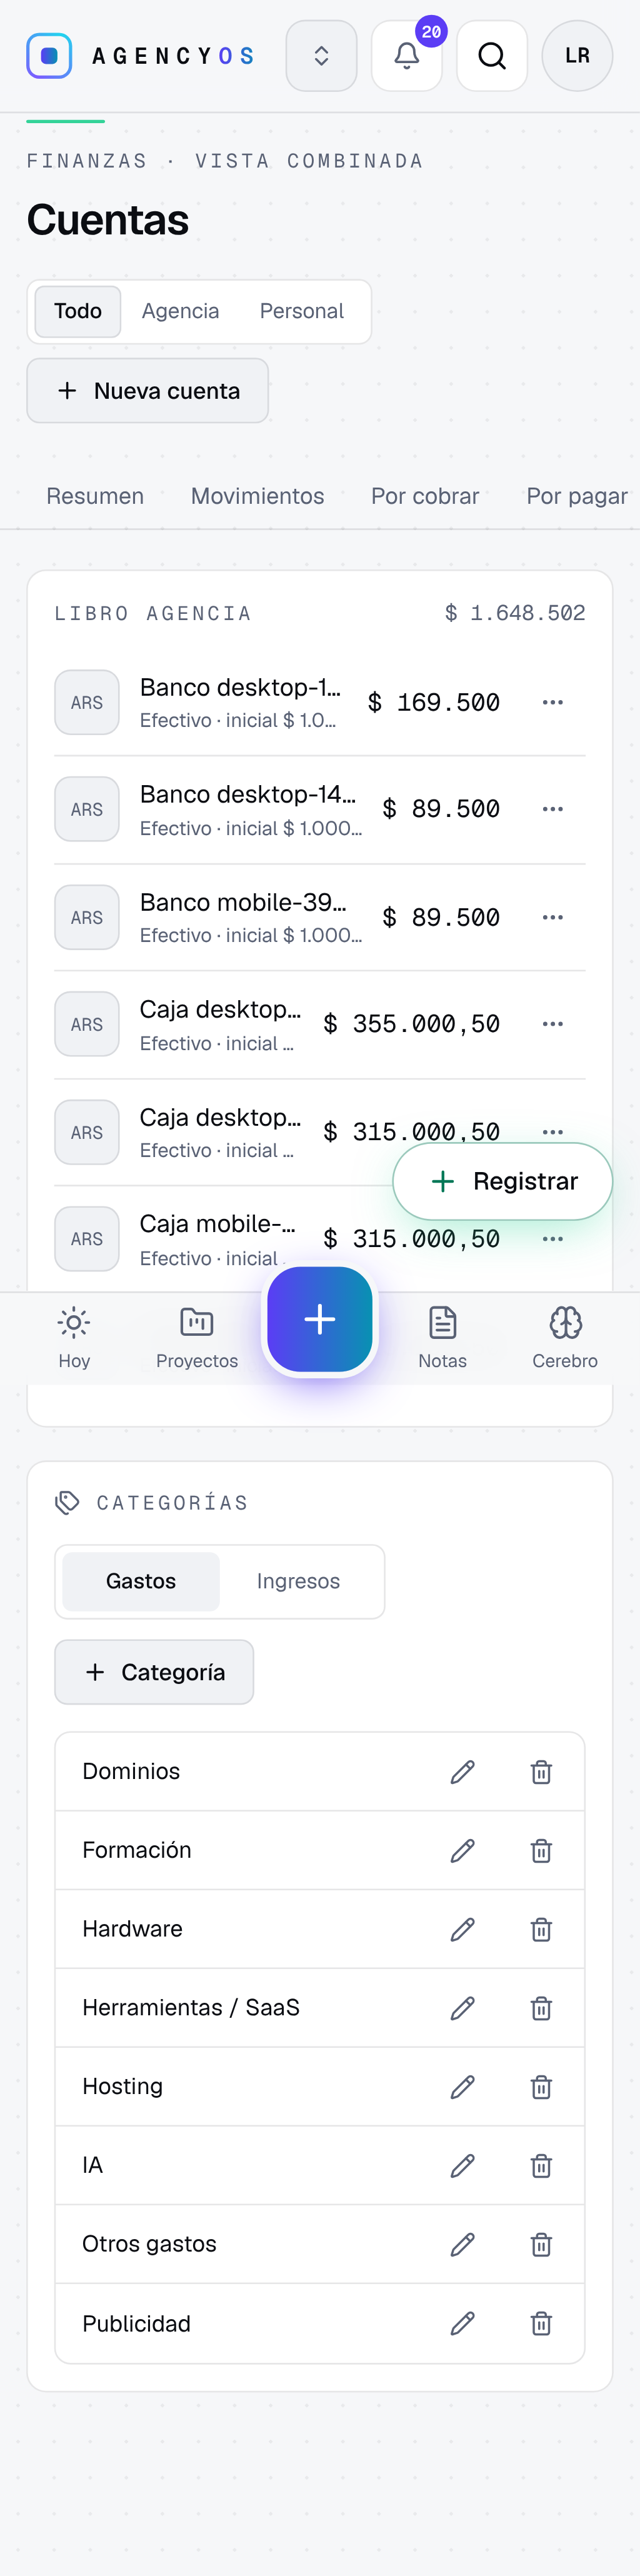 AGENCYOS
20
LR
FINANZAS · VISTA COMBINADA
Cuentas
Todo Agencia Personal
+ Nueva cuenta
Resumen Movimientos Por cobrar Por pagar
LIBRO AGENCIA $ 1.648.502
ARS Banco desktop-1... $ 169.500 ...
Efectivo · inicial $ 1.0...
ARS Banco desktop-14... $ 89.500 ...
Efectivo · inicial $ 1.000...
ARS Banco mobile-39... $ 89.500 ...
Efectivo · inicial $ 1.000...
ARS Caja desktop... $ 355.000,50 ...
Efectivo · inicial ...
ARS Caja desktop... $ 315.000,50 ...
Efectivo · inicial ...
+ Registrar
ARS Caja mobile-... $ 315.000,50 ...
Efectivo · inicial
Hoy Proyectos + Notas Cerebro
CATEGORÍAS
Gastos Ingresos
+ Categoría
Dominios
Formación
Hardware
Herramientas / SaaS
Hosting
IA
Otros gastos
Publicidad